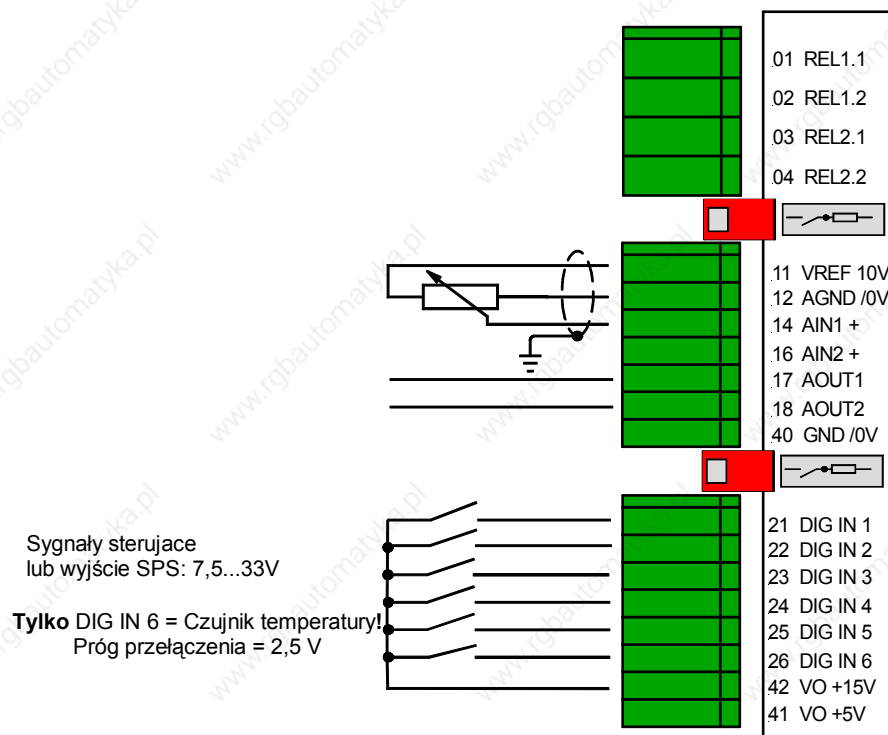 01 REL1.1
02 REL1.2
03 REL2.1
04 REL2.2
11 VREF 10V
12 AGND /0V
14 AIN1 +
16 AIN2 +
17 AOUT1
18 AOUT2
40 GND /0V
Sygnały sterujace
lub wyjście SPS: 7,5...33V
Tylko DIG IN 6 = Czujnik temperatury!
Próg przełączenia = 2,5 V
21 DIG IN 1
22 DIG IN 2
23 DIG IN 3
24 DIG IN 4
25 DIG IN 5
26 DIG IN 6
42 VO +15V
41 VO +5V
www.rgbautomatyka.pl